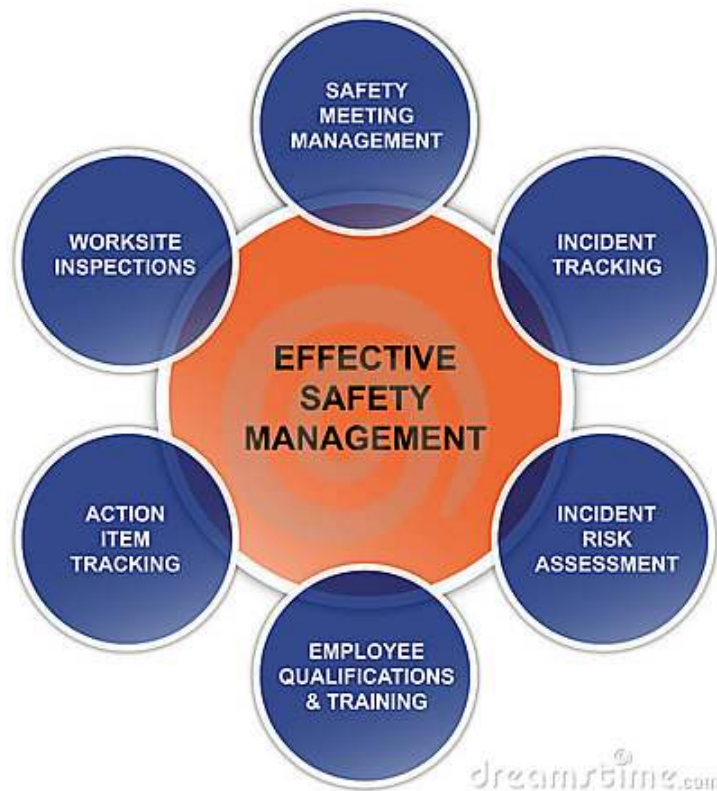 SAFETY
MEETING
MANAGEMENT
WORKSITE
INSPECTIONS
INCIDENT
TRACKING
EFFECTIVE
SAFETY
MANAGEMENT
ACTION
ITEM
TRACKING
INCIDENT
RISK
ASSESSMENT
EMPLOYEE
QUALIFICATIONS
& TRAINING
dreamstime.com